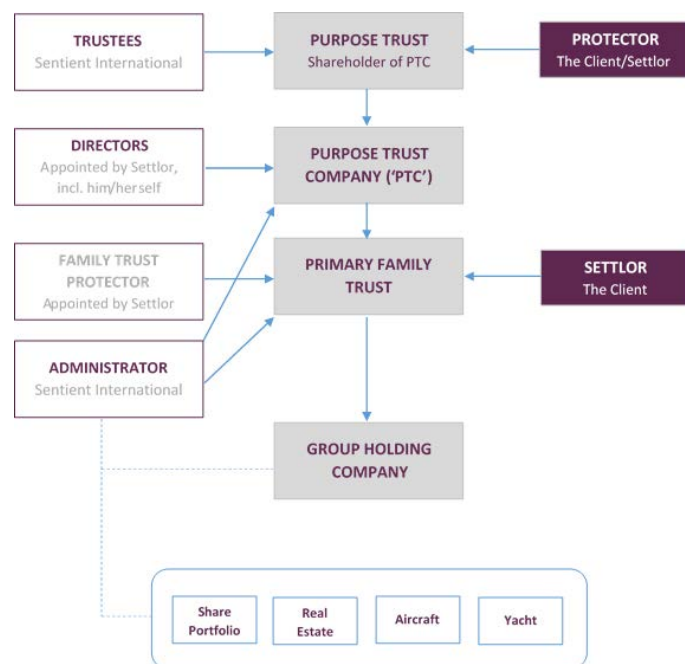 TRUSTEES
Sentient International
PURPOSE TRUST
Shareholder of PTC
PROTECTOR
The Client/Settlor
DIRECTORS
Appointed by Settlor,
incl. him/herself
PURPOSE TRUST
COMPANY (‘PTC’)
FAMILY TRUST
PROTECTOR
Appointed by Settlor
PRIMARY FAMILY
TRUST
SETTLOR
The Client
ADMINISTRATOR
Sentient International
GROUP HOLDING
COMPANY
Share
Portfolio
Real
Estate
Aircraft
Yacht